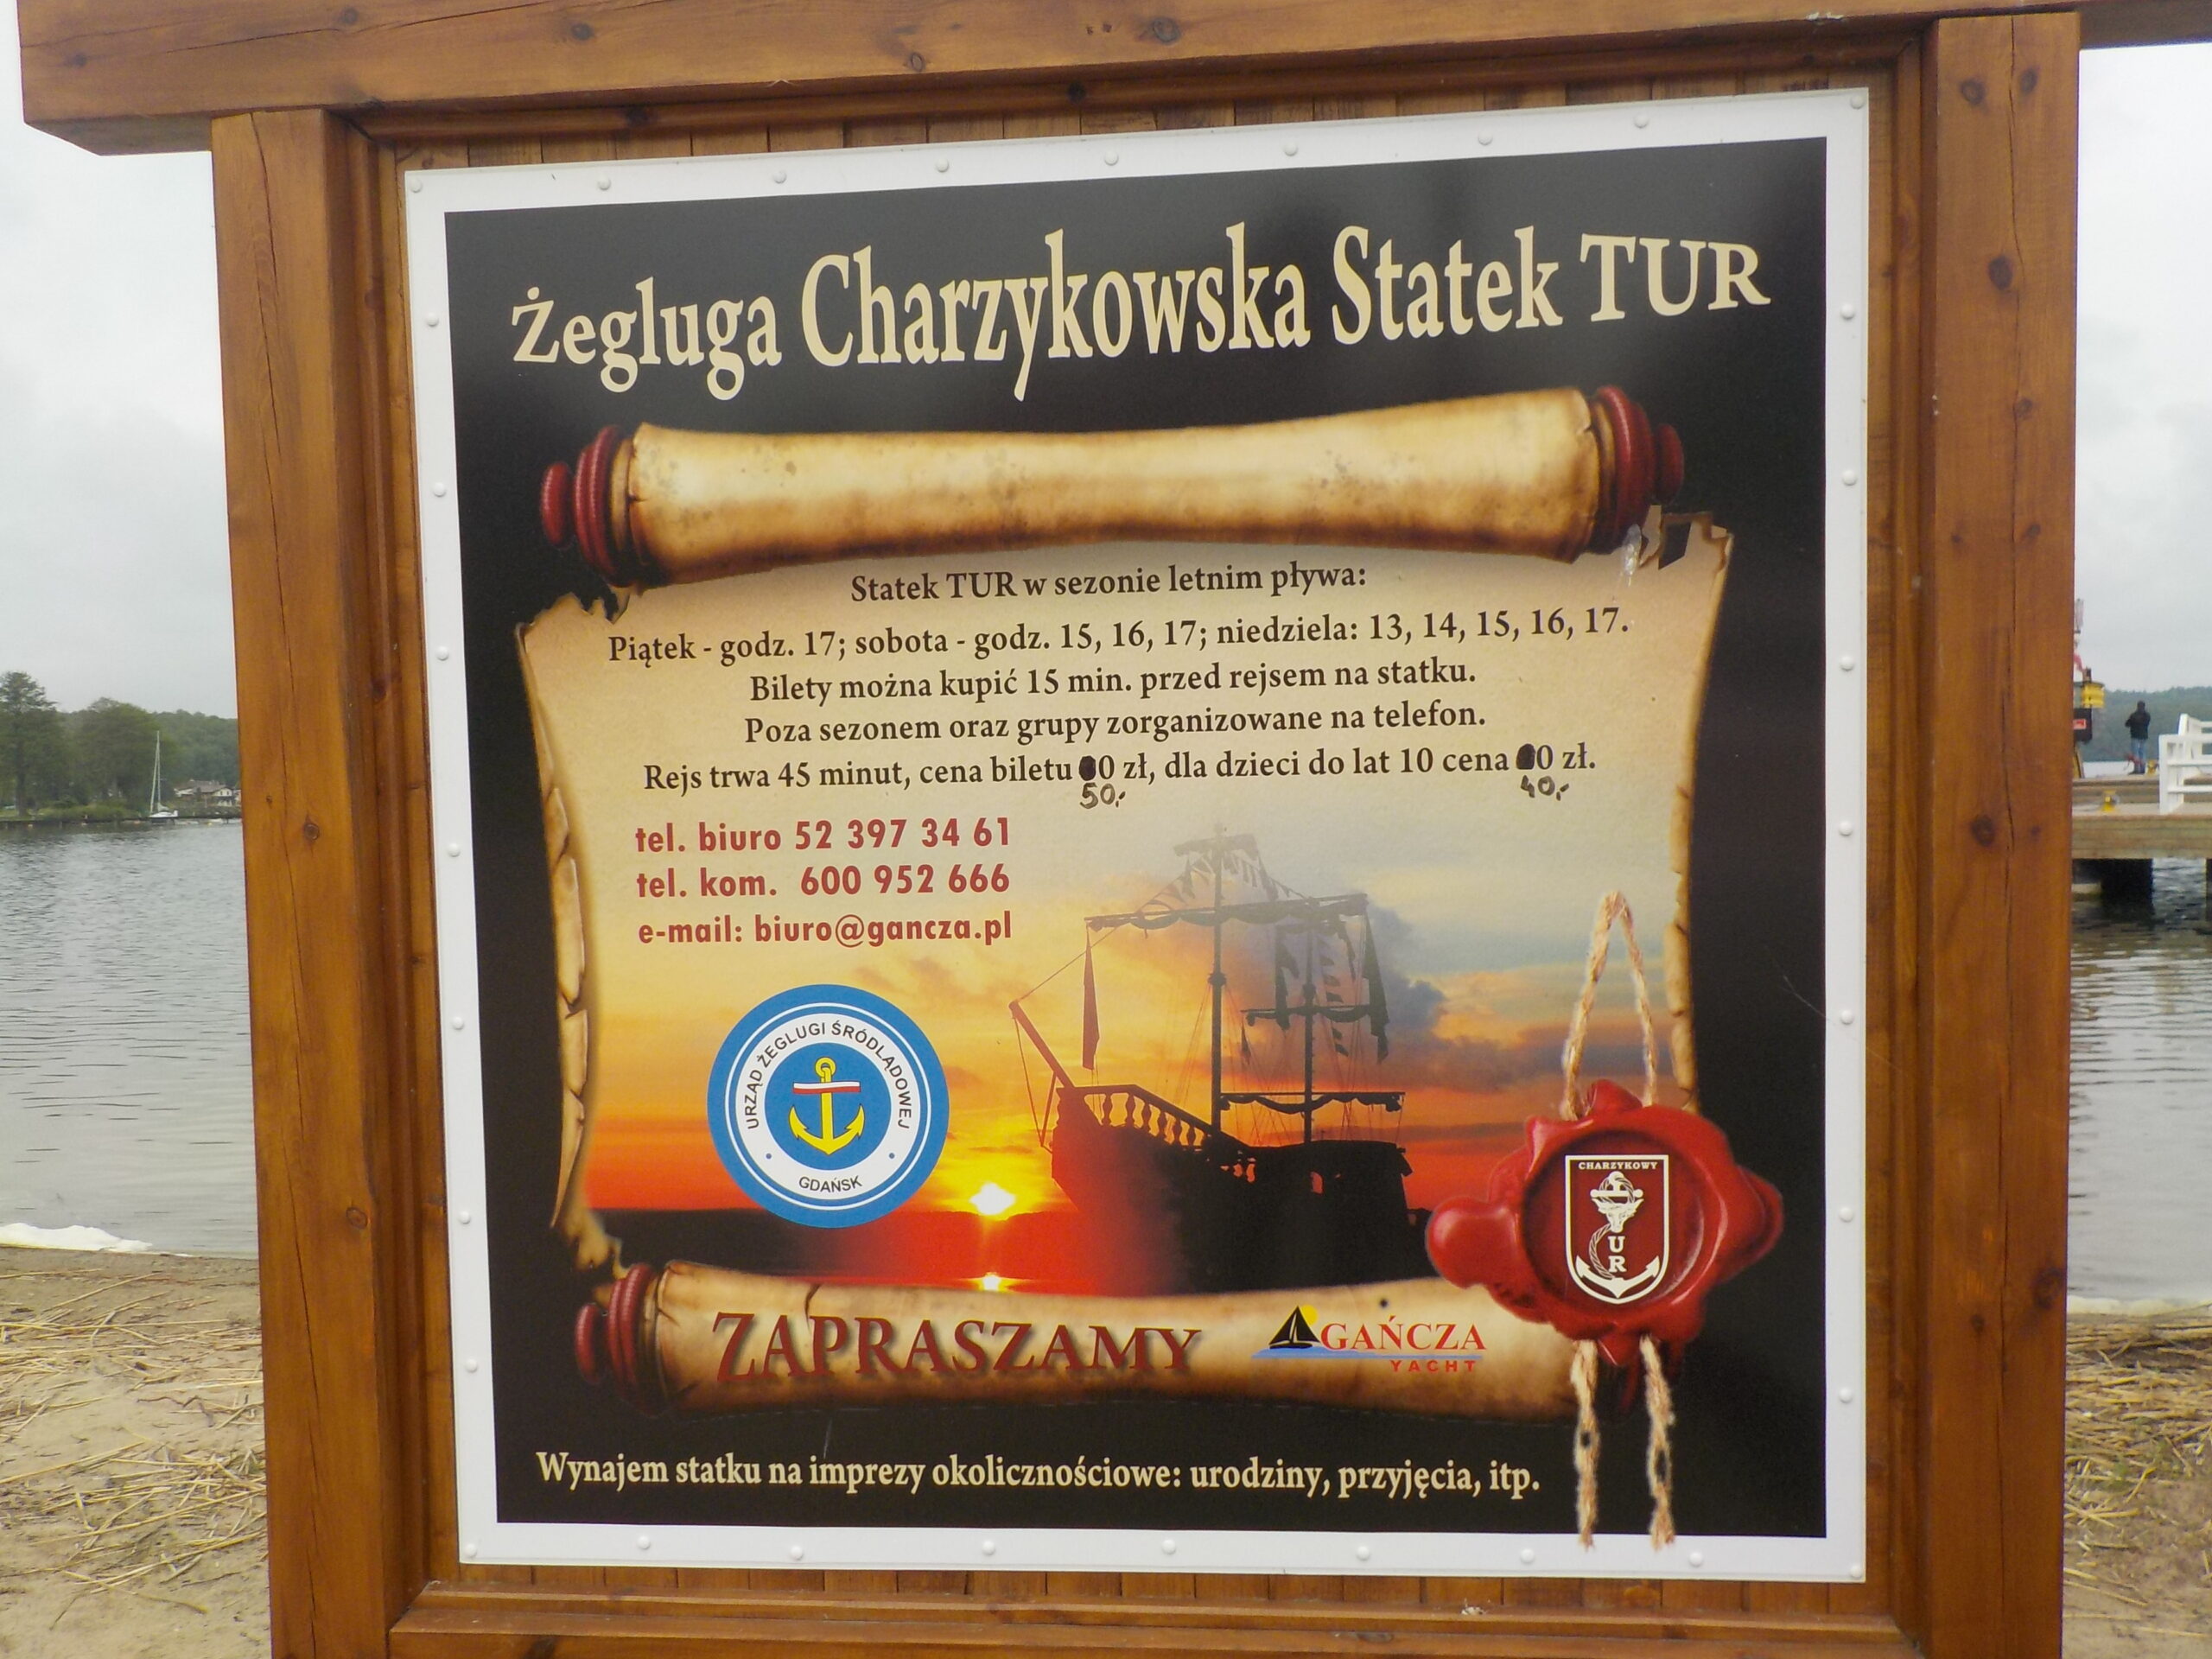 Żegluga Charzykowska Statek TUR
Statek TUR w sezonie letnim pływa:
Piątek - godz. 17; sobota - godz. 15, 16, 17; niedziela: 13, 14, 15, 16, 17.
Bilety można kupić 15 min. przed rejsem na statku.
Poza sezonem oraz grupy zorganizowane na telefon.
Rejs trwa 45 minut, cena biletu 0 zł, dla dzieci do lat 10 cena 0 zł.
50,- 40,-
tel. biuro 52 397 34 61
tel. kom. 600 952 666
e-mail: biuro@gancza.pl
URZĄD ŻEGLUGI ŚRÓDLĄDOWEJ
GDAŃSK
CHARZYKOWY
TUR
ZAPRASZAMY
GAŃCZA
YACHT
Wynajem statku na imprezy okolicznościowe: urodziny, przyjęcia, itp.